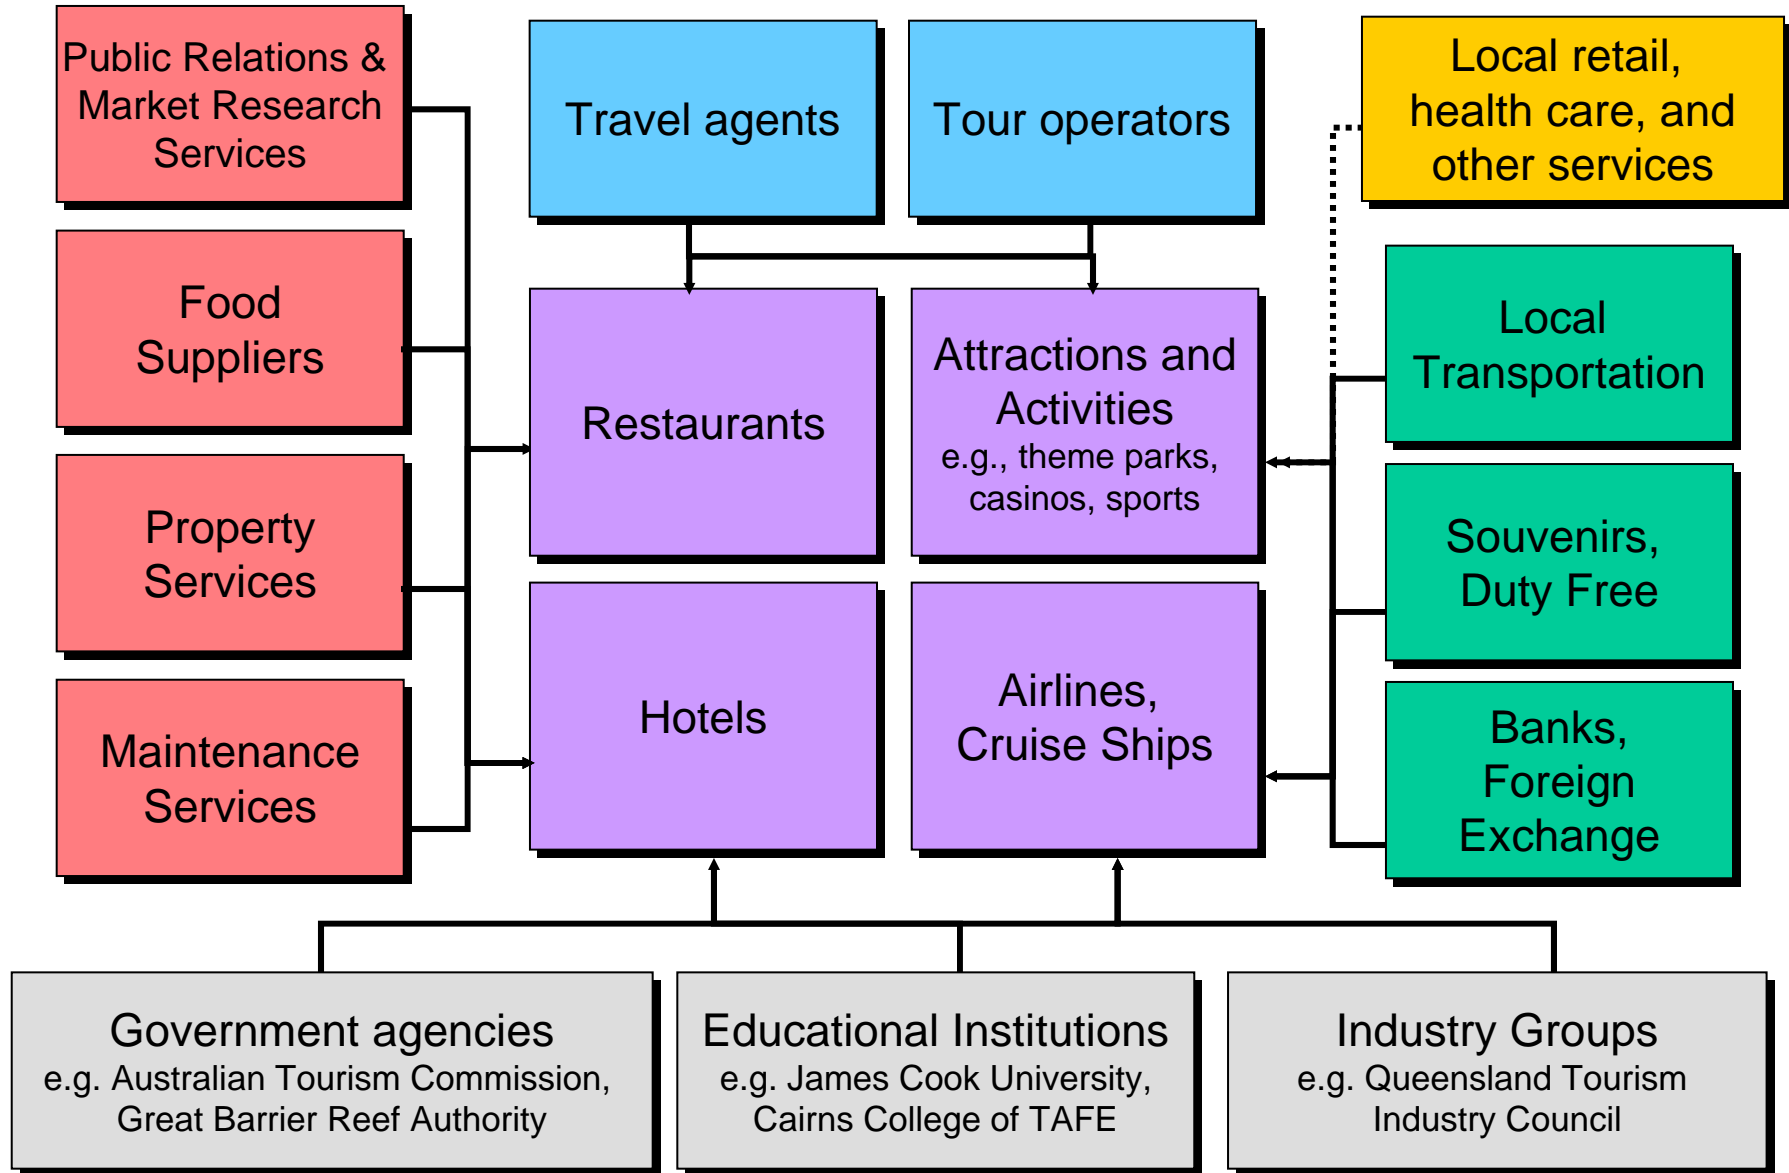 Public Relations &
Market Research
Services
Travel agents
Tour operators
Local retail,
health care, and
other services
Food
Suppliers
Restaurants
Attractions and
Activities
e.g., theme parks,
casinos, sports
Local
Transportation
Property
Services
Souvenirs,
Duty Free
Maintenance
Services
Hotels
Airlines,
Cruise Ships
Banks,
Foreign
Exchange
Government agencies
e.g. Australian Tourism Commission,
Great Barrier Reef Authority
Educational Institutions
e.g. James Cook University,
Cairns College of TAFE
Industry Groups
e.g. Queensland Tourism
Industry Council